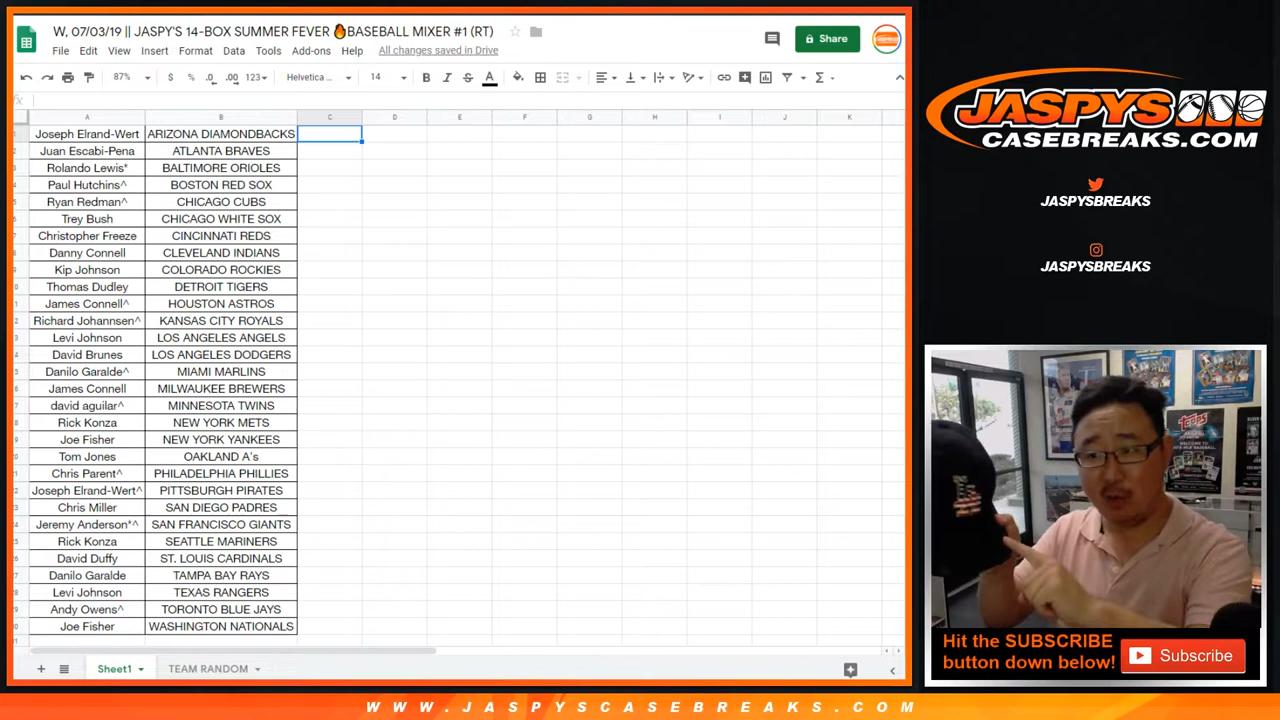 W, 07/03/19 || JASPY'S 14-BOX SUMMER FEVER 🔥BASEBALL MIXER #1 (RT)
File Edit View Insert Format Data Tools Add-ons Help All changes saved in Drive
Share
87% $ % .0 .00 123 Helvetica ... 14 B I S A
fx
A B C D E F G H I J K
Joseph Elrand-Wert ARIZONA DIAMONDBACKS
Juan Escabi-Pena ATLANTA BRAVES
Rolando Lewis* BALTIMORE ORIOLES
Paul Hutchins^ BOSTON RED SOX
Ryan Redman^ CHICAGO CUBS
Trey Bush CHICAGO WHITE SOX
Christopher Freeze CINCINNATI REDS
Danny Connell CLEVELAND INDIANS
Kip Johnson COLORADO ROCKIES
Thomas Dudley DETROIT TIGERS
James Connell^ HOUSTON ASTROS
Richard Johannsen^ KANSAS CITY ROYALS
Levi Johnson LOS ANGELES ANGELS
David Brunes LOS ANGELES DODGERS
Danilo Garalde^ MIAMI MARLINS
James Connell MILWAUKEE BREWERS
david aguilar^ MINNESOTA TWINS
Rick Konza NEW YORK METS
Joe Fisher NEW YORK YANKEES
Tom Jones OAKLAND A's
Chris Parent^ PHILADELPHIA PHILLIES
Joseph Elrand-Wert^ PITTSBURGH PIRATES
Chris Miller SAN DIEGO PADRES
Jeremy Anderson*^ SAN FRANCISCO GIANTS
Rick Konza SEATTLE MARINERS
David Duffy ST. LOUIS CARDINALS
Danilo Garalde TAMPA BAY RAYS
Levi Johnson TEXAS RANGERS
Andy Owens^ TORONTO BLUE JAYS
Joe Fisher WASHINGTON NATIONALS
Sheet1 TEAM RANDOM
JASPYS
CASEBREAKS.COM
JASPYSBREAKS
JASPYSBREAKS
TOPPS
LA
Hit the SUBSCRIBE
button down below!
Subscribe
WWW.JASPYSCASEBREAKS.COM